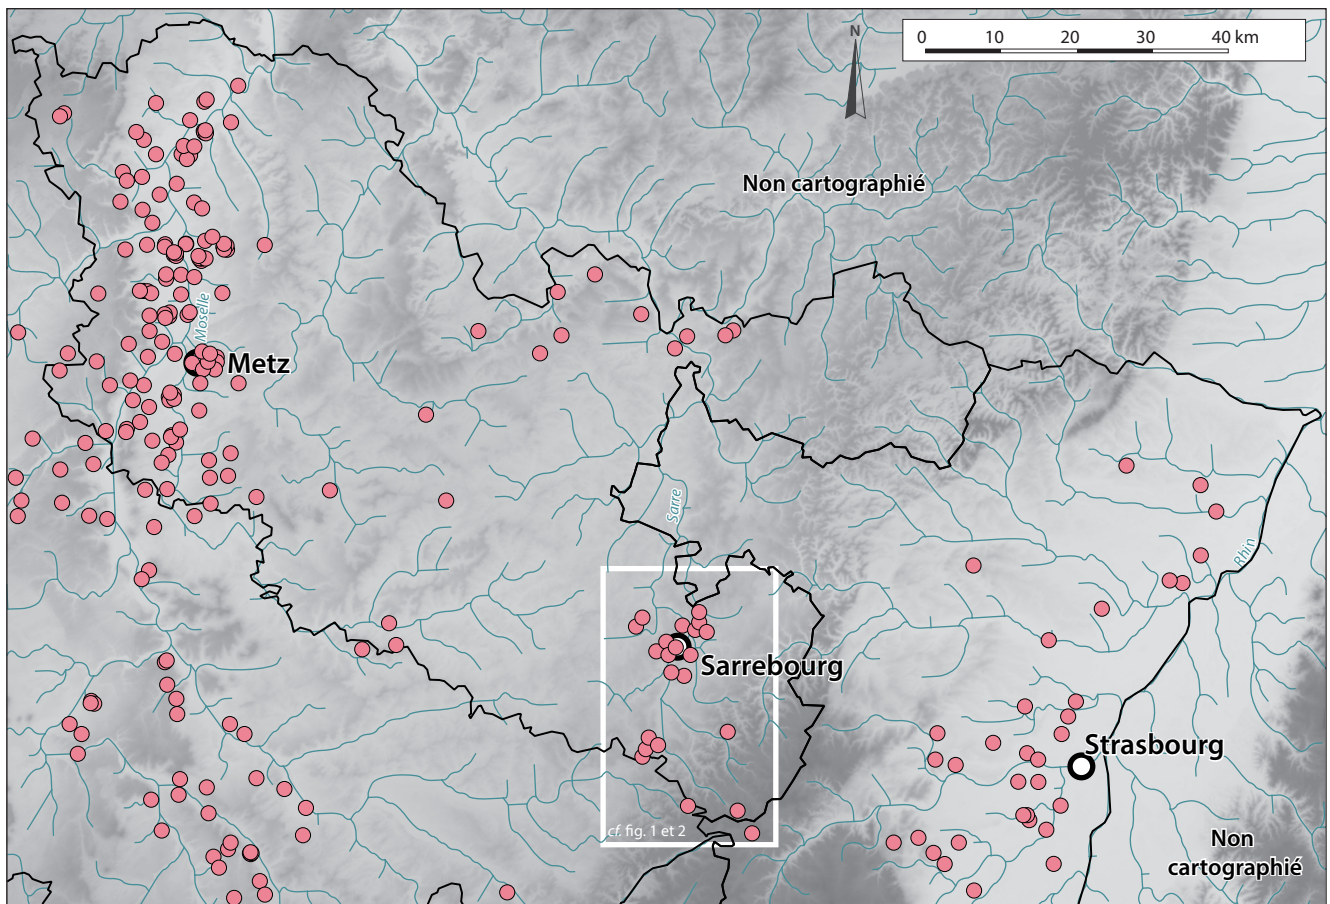 N
0 10 20 30 40 km
Non cartographié
Moselle
Metz
Sarre
Rhin
Sarrebourg
Strasbourg
cf. fig. 1 et 2
Non
cartographié